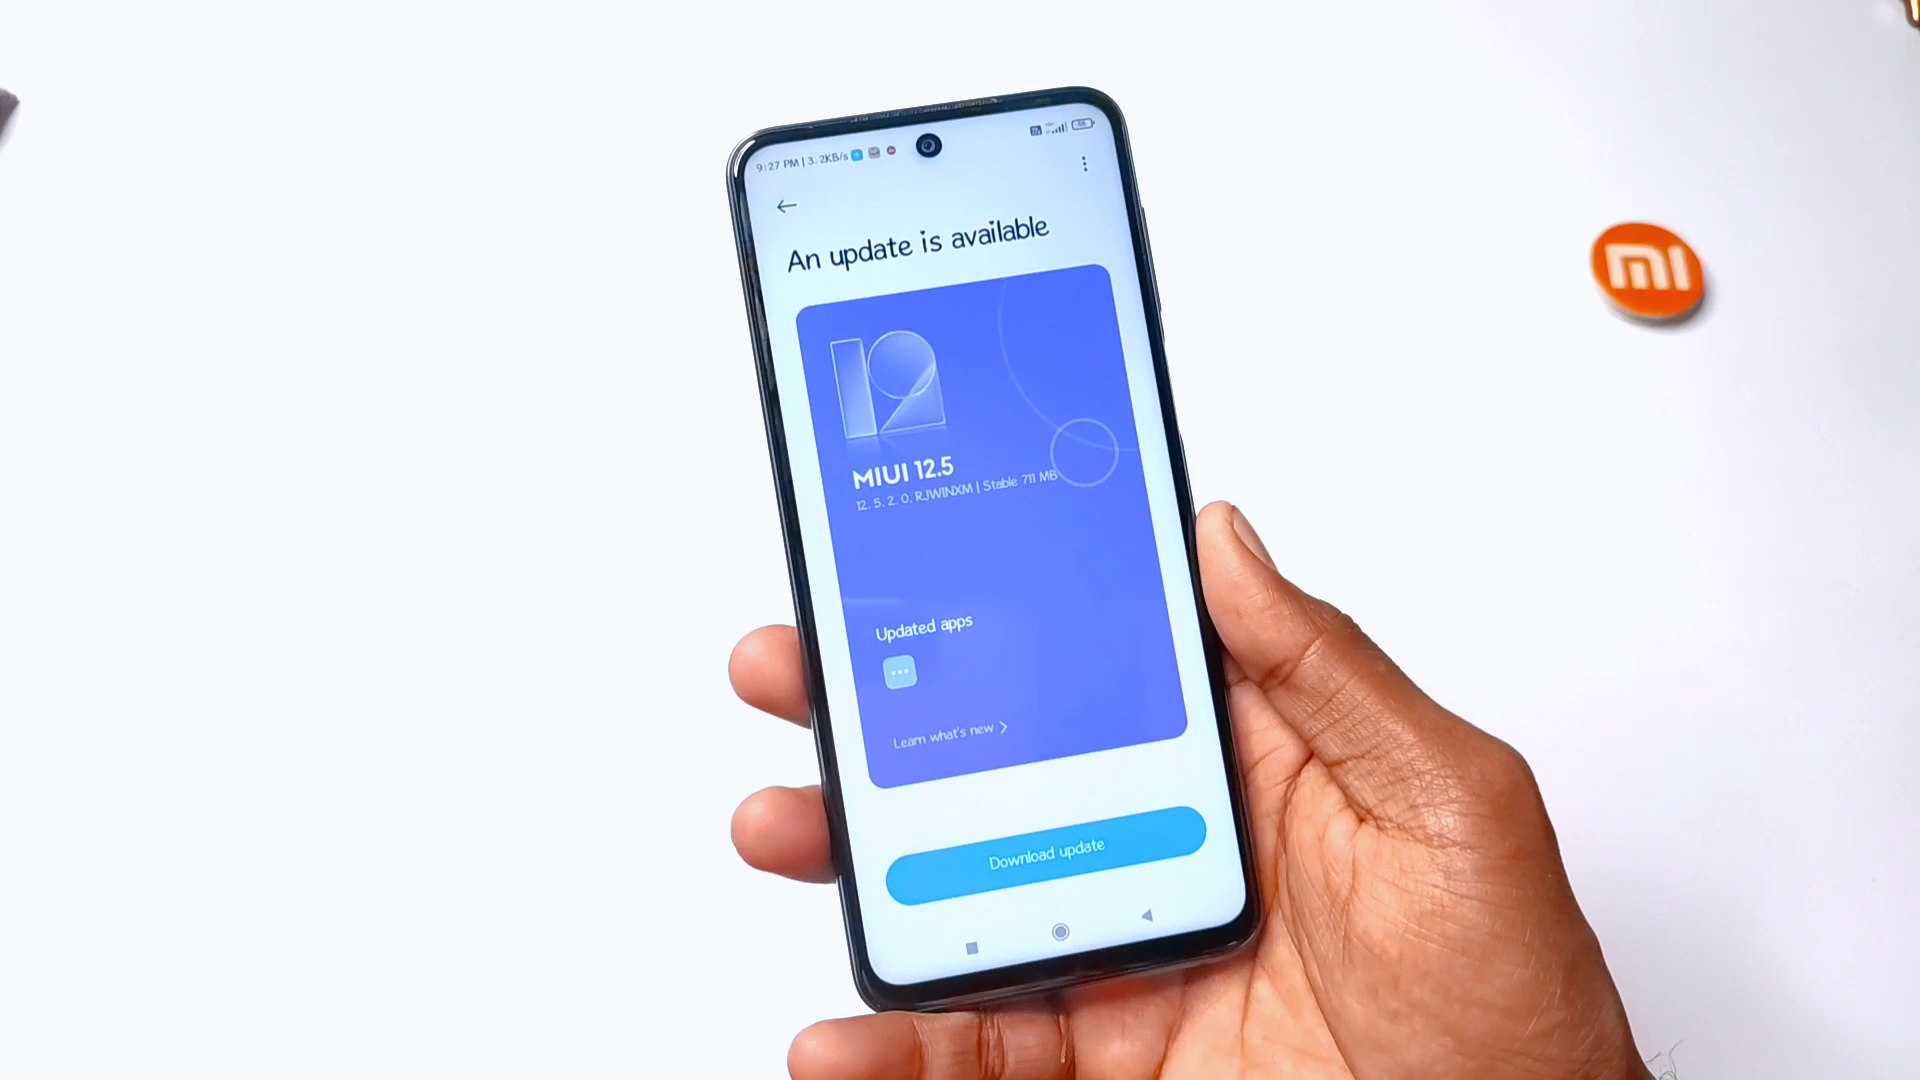 9:27 PM | 3.2KB/s
An update is available
12
MIUI 12.5
12.5.2.0.RJWINXM | Stable 711 MB
Updated apps
Learn what's new >
Download update
mi